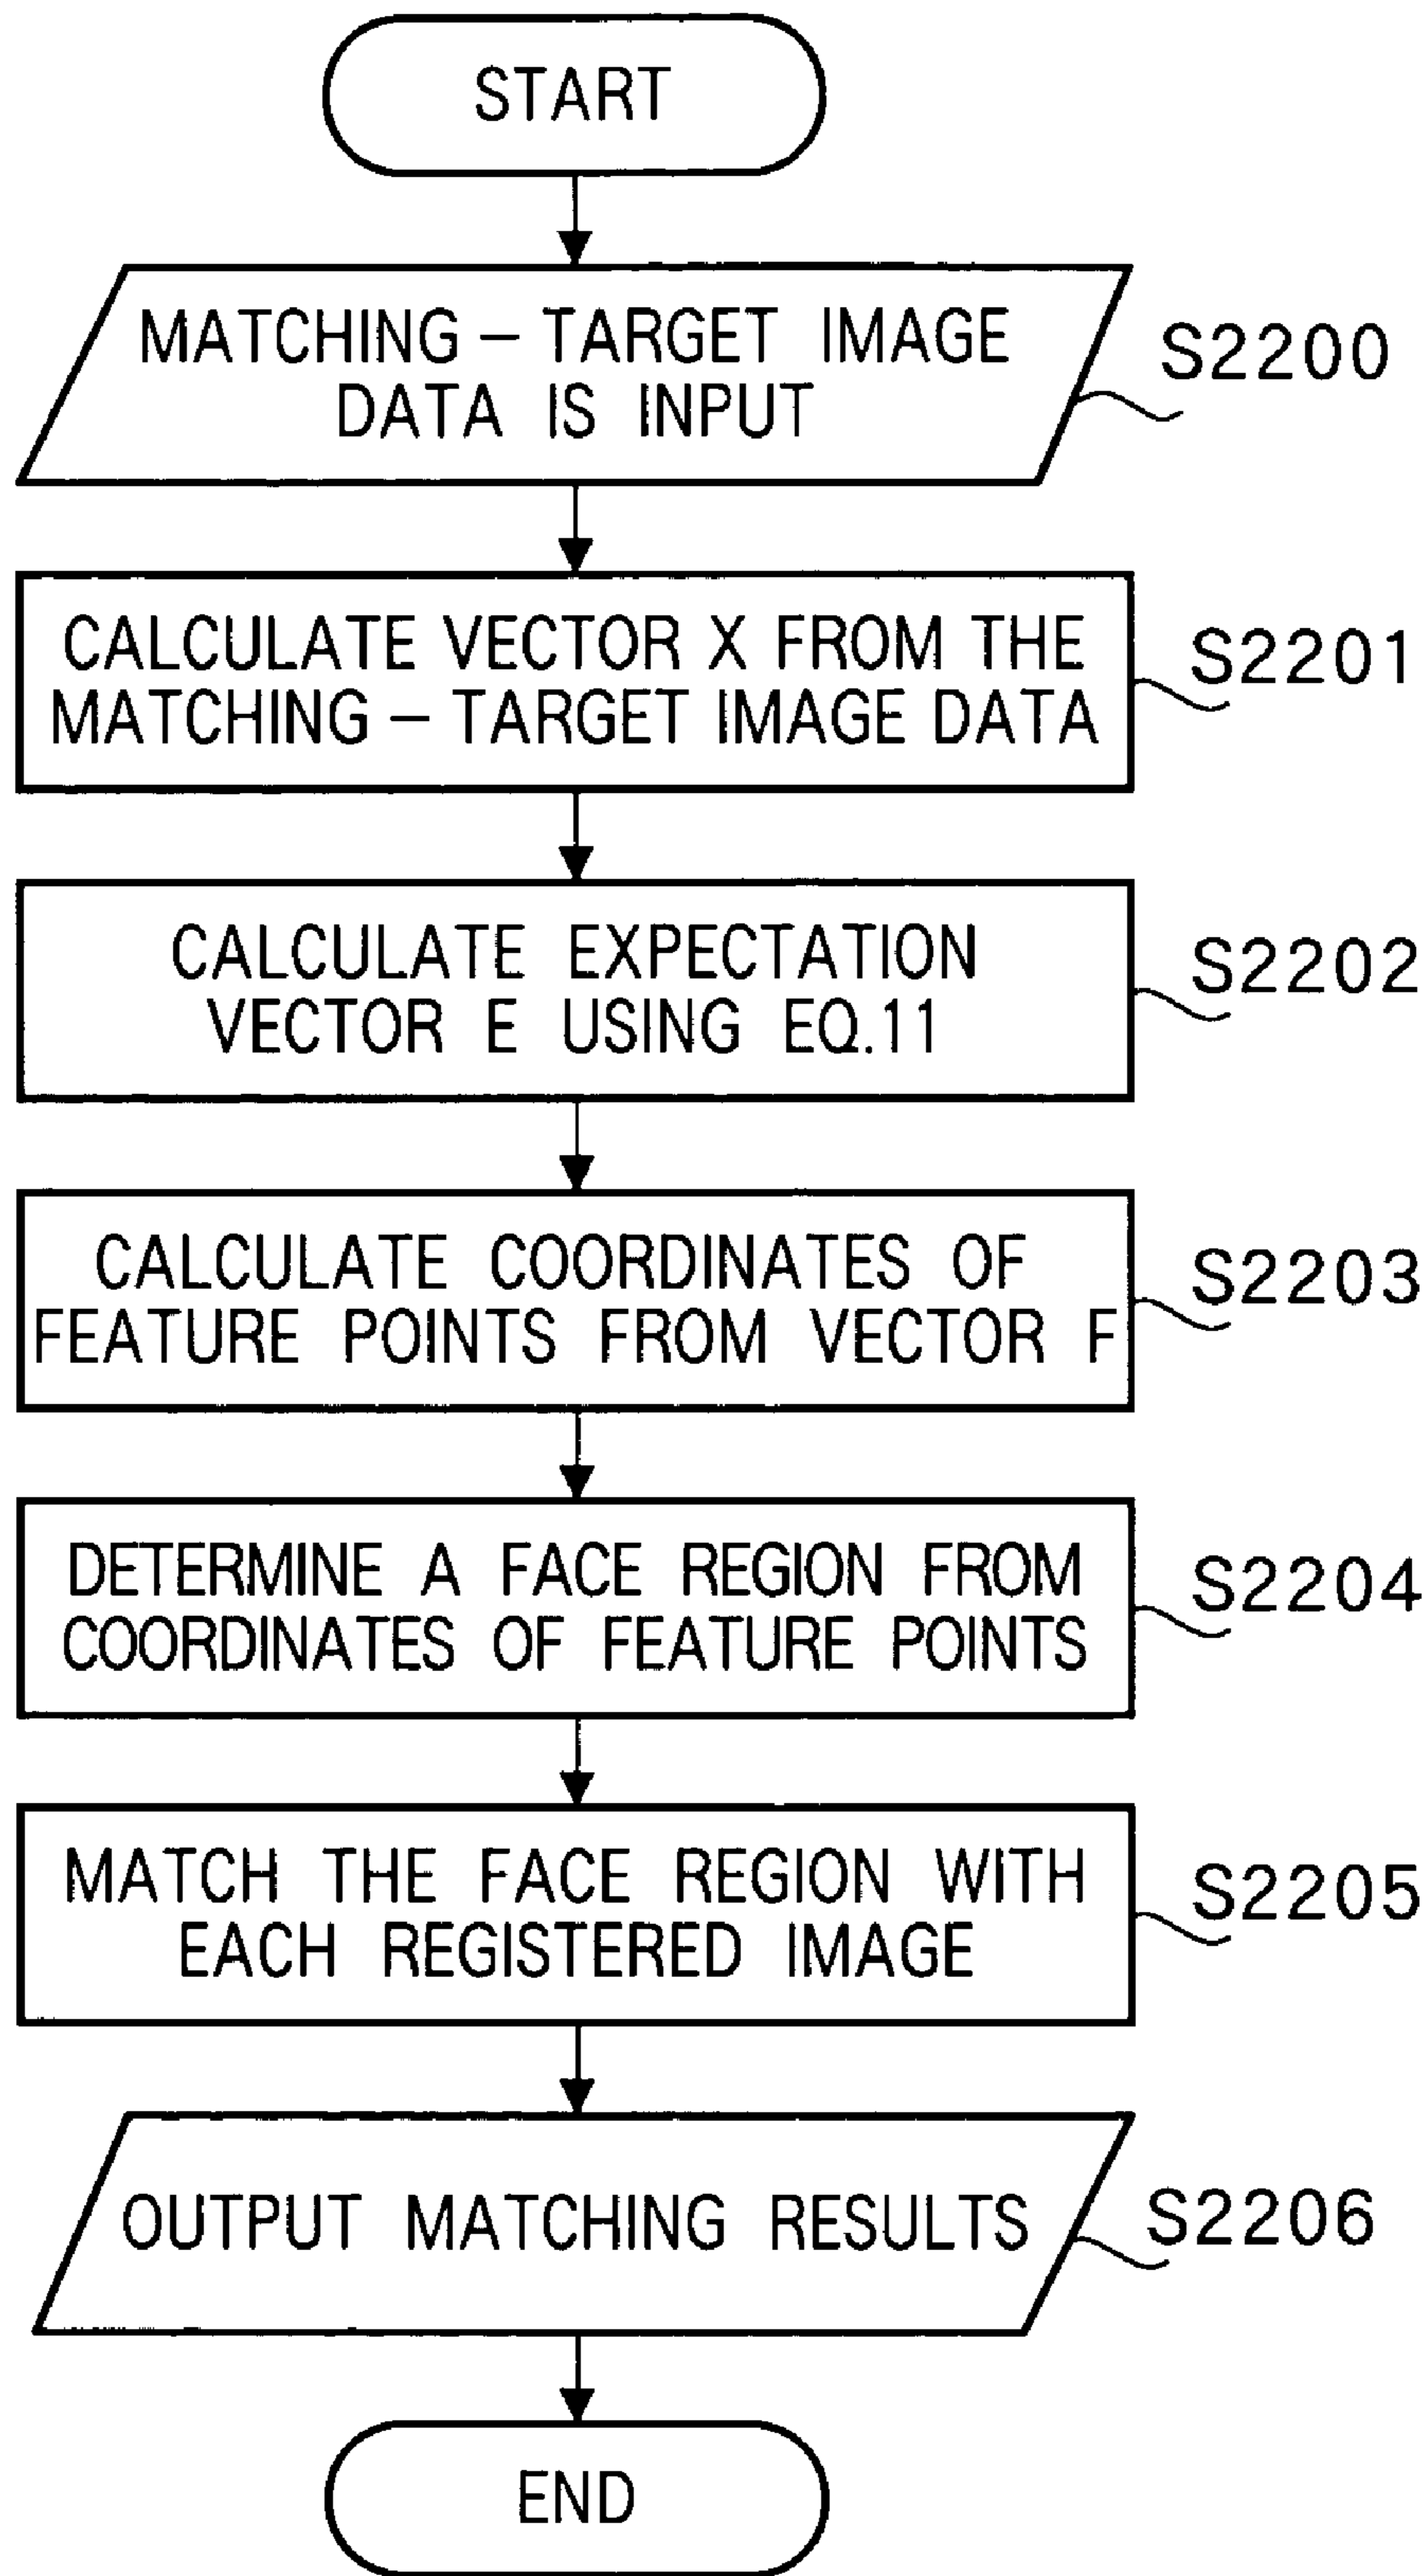 START
MATCHING – TARGET IMAGE
DATA IS INPUT
S2200
CALCULATE VECTOR X FROM THE
MATCHING – TARGET IMAGE DATA
S2201
CALCULATE EXPECTATION
VECTOR E USING EQ.11
S2202
CALCULATE COORDINATES OF
FEATURE POINTS FROM VECTOR F
S2203
DETERMINE A FACE REGION FROM
COORDINATES OF FEATURE POINTS
S2204
MATCH THE FACE REGION WITH
EACH REGISTERED IMAGE
S2205
OUTPUT MATCHING RESULTS
S2206
END